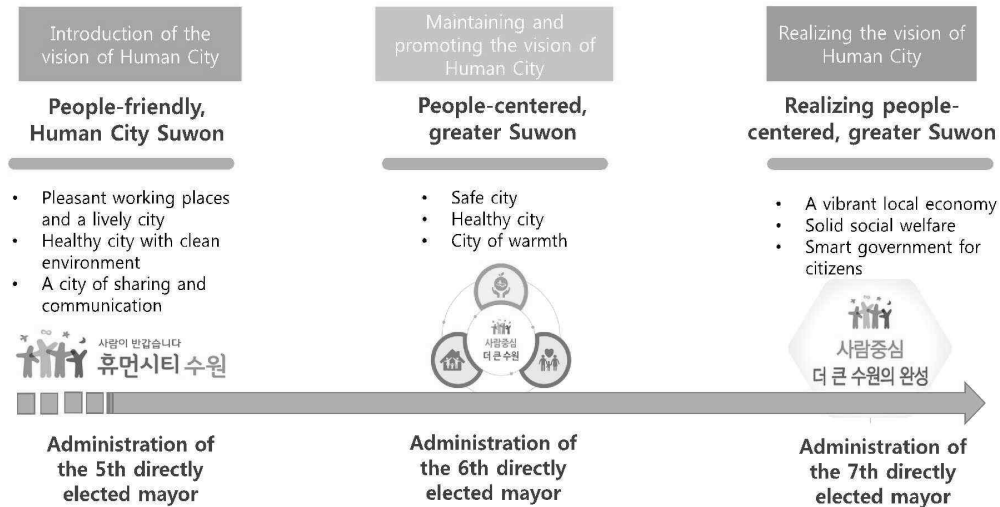 Introduction of the
vision of Human City
People-friendly,
Human City Suwon
• Pleasant working places
and a lively city
• Healthy city with clean
environment
• A city of sharing and
communication
사람이 반갑습니다
휴먼시티 수원
Administration of
the 5th directly
elected mayor
Maintaining and
promoting the vision of
Human City
People-centered,
greater Suwon
• Safe city
• Healthy city
• City of warmth
사람중심
더 큰 수원
Administration of
the 6th directly
elected mayor
Realizing the vision of
Human City
Realizing people-
centered, greater Suwon
• A vibrant local economy
• Solid social welfare
• Smart government for
citizens
사람중심
더 큰 수원의 완성
Administration of
the 7th directly
elected mayor